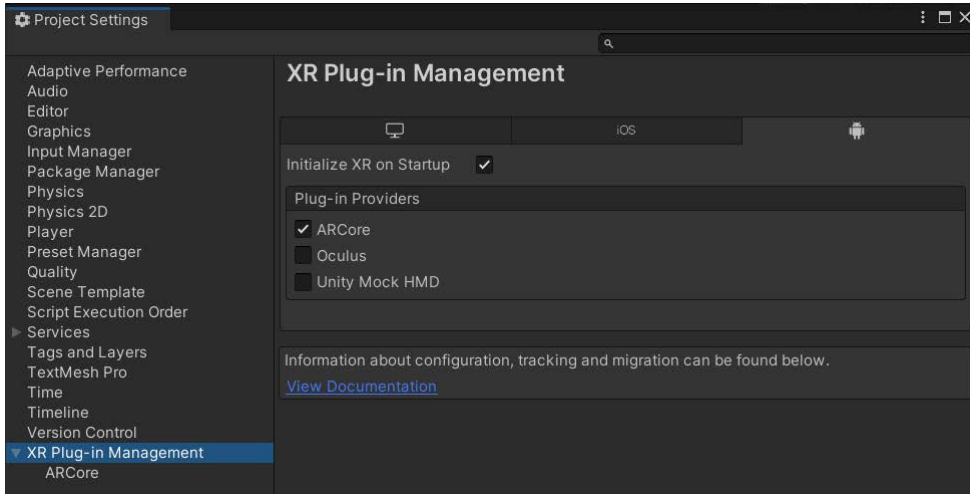 Project Settings
Adaptive Performance
Audio
Editor
Graphics
Input Manager
Package Manager
Physics
Physics 2D
Player
Preset Manager
Quality
Scene Template
Script Execution Order
Services
Tags and Layers
TextMesh Pro
Time
Timeline
Version Control
XR Plug-in Management
ARCore
XR Plug-in Management
iOS
Initialize XR on Startup
Plug-in Providers
ARCore
Oculus
Unity Mock HMD
Information about configuration, tracking and migration can be found below.
View Documentation